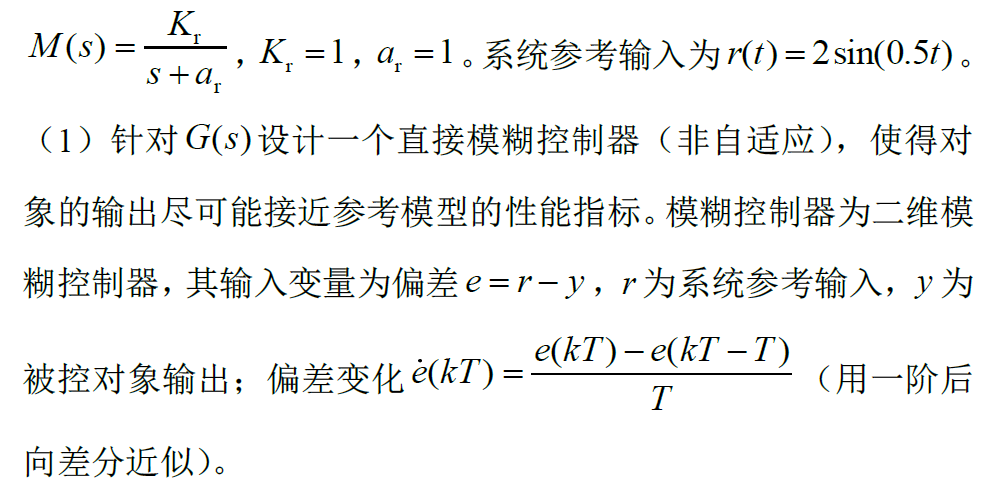 $M(s)=\dfrac{K_{\mathrm{r}}}{s+a_{\mathrm{r}}}$，$K_{\mathrm{r}}=1$，$a_{\mathrm{r}}=1$。系统参考输入为$r(t)=2\sin(0.5t)$。
（1）针对$G(s)$设计一个直接模糊控制器（非自适应），使得对
象的输出尽可能接近参考模型的性能指标。模糊控制器为二维模
糊控制器，其输入变量为偏差$e=r-y$，$r$为系统参考输入，$y$为
被控对象输出；偏差变化$\dot{e}(kT)=\dfrac{e(kT)-e(kT-T)}{T}$（用一阶后
向差分近似）。